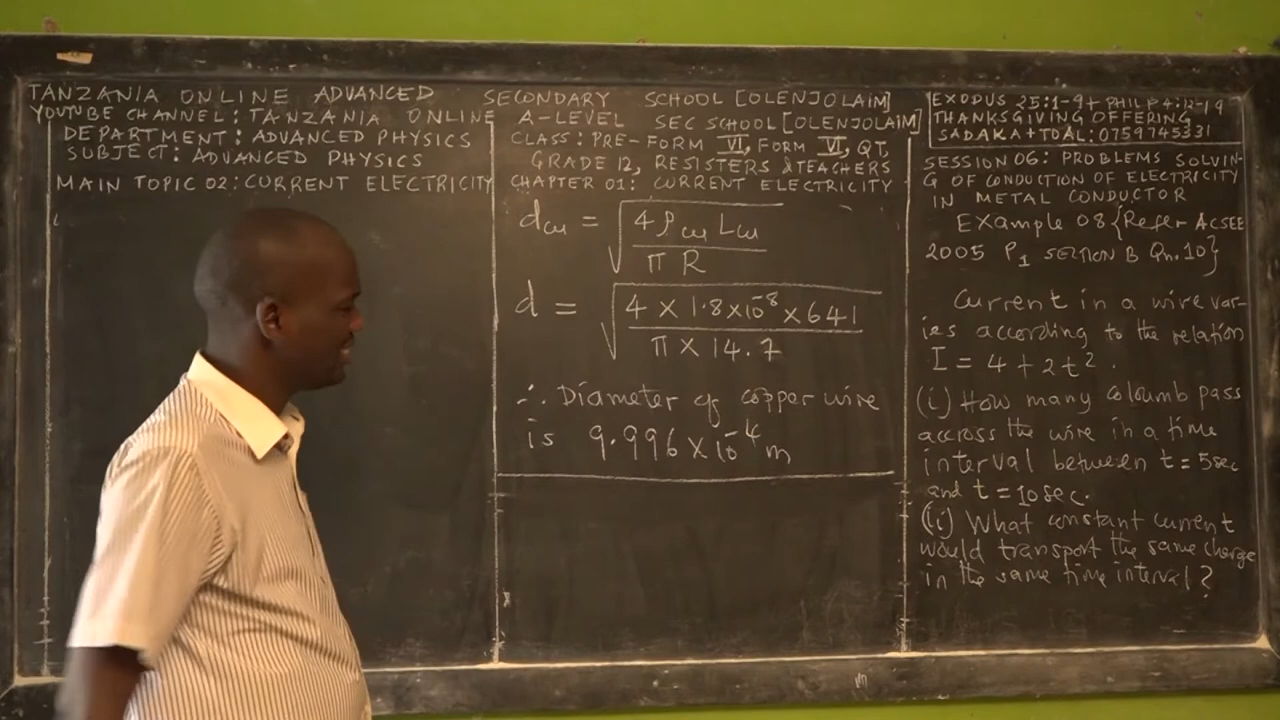 TANZANIA ONLINE ADVANCED SECONDARY SCHOOL [OLENJOLAIM]
YOUTUBE CHANNEL: TANZANIA ONLINE A-LEVEL SEC SCHOOL [OLENJOLAIM]
DEPARTMENT: ADVANCED PHYSICS
SUBJECT: ADVANCED PHYSICS
MAIN TOPIC 02: CURRENT ELECTRICITY
CLASS: PRE-FORM VI, FORM VI, QT,
GRADE 12, RESISTERS & TEACHERS
CHAPTER 01: CURRENT ELECTRICITY
dcu = √(4 ρcu Lcu / π R)
d = √(4 × 1.8×10⁻⁸ × 641 / π × 14.7)
∴ Diameter of copper wire
is 9.996 × 10⁻⁴ m
EXODUS 25:1-9 + PHILP 4:12-19
THANKSGIVING OFFERING
SADAKA + TOAL: 0759745331
SESSION 06: PROBLEMS SOLVIN-
G OF CONDUCTION OF ELECTRICITY
IN METAL CONDUCTOR
EXample 08 {Refer ACSEE
2005 P₁ SECTION B Qn. 10}
Current in a wire var-
ies according to the relation
I = 4 + 2t².
(i) How many coloumb pass
accross the wire in a time
interval between t = 5sec
and t = 10sec.
(ii) What constant current
would transport the same charge
in the same time interval?